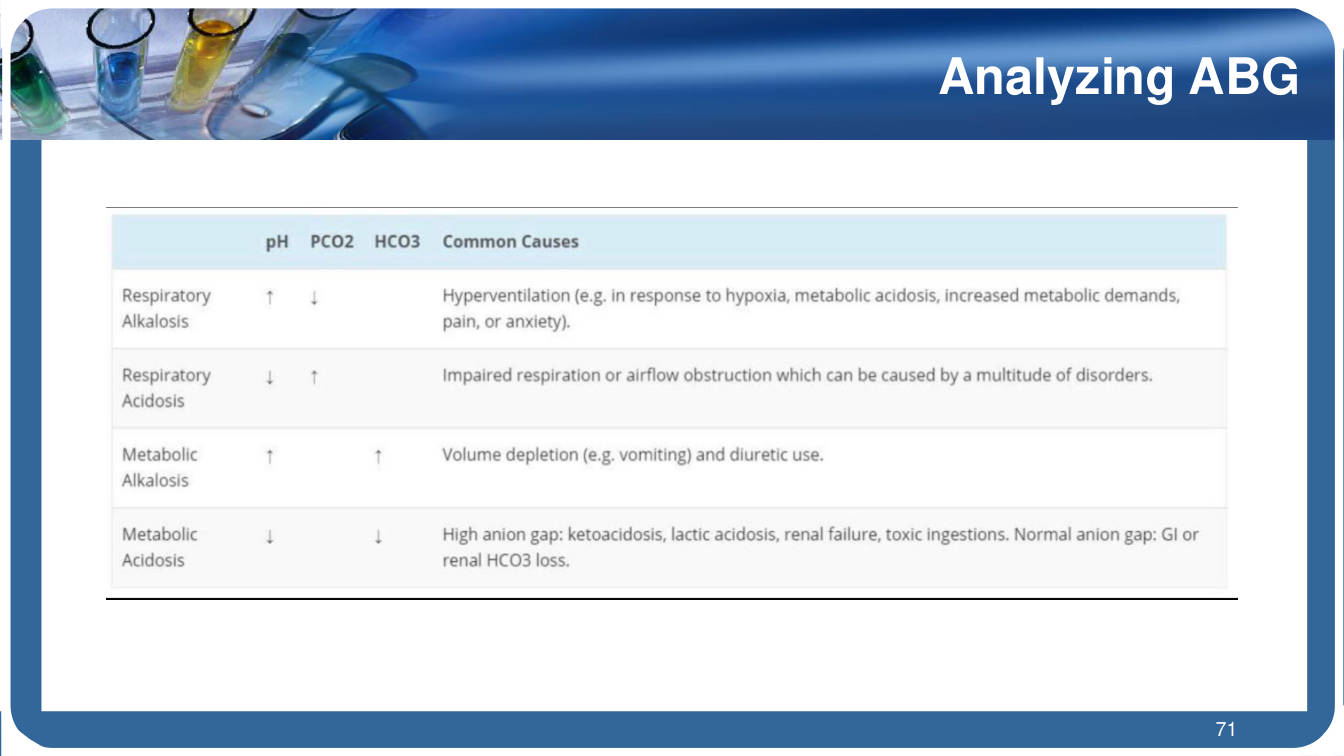 Analyzing ABG
pH PCO2 HCO3 Common Causes
Respiratory Alkalosis ↑ ↓ Hyperventilation (e.g. in response to hypoxia, metabolic acidosis, increased metabolic demands, pain, or anxiety).
Respiratory Acidosis ↓ ↑ Impaired respiration or airflow obstruction which can be caused by a multitude of disorders.
Metabolic Alkalosis ↑ ↑ Volume depletion (e.g. vomiting) and diuretic use.
Metabolic Acidosis ↓ ↓ High anion gap: ketoacidosis, lactic acidosis, renal failure, toxic ingestions. Normal anion gap: GI or renal HCO3 loss.
71